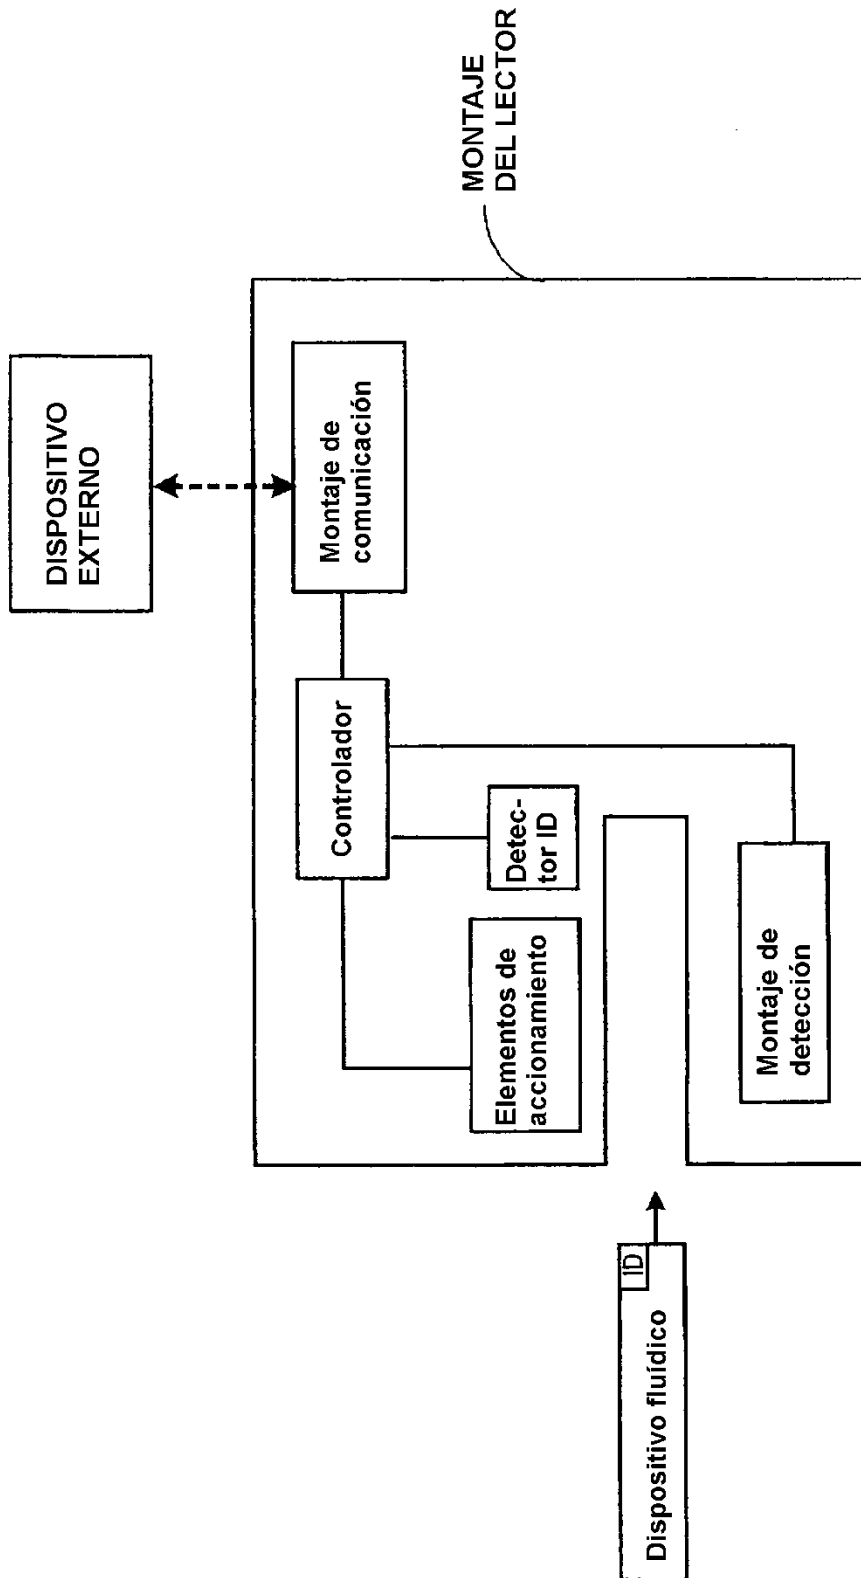 DISPOSITIVO
EXTERNO
MONTAJE
DEL LECTOR
Montaje de
comunicación
Controlador
Detec-
tor ID
Elementos de
accionamiento
Montaje de
detección
ID
Dispositivo fluídico